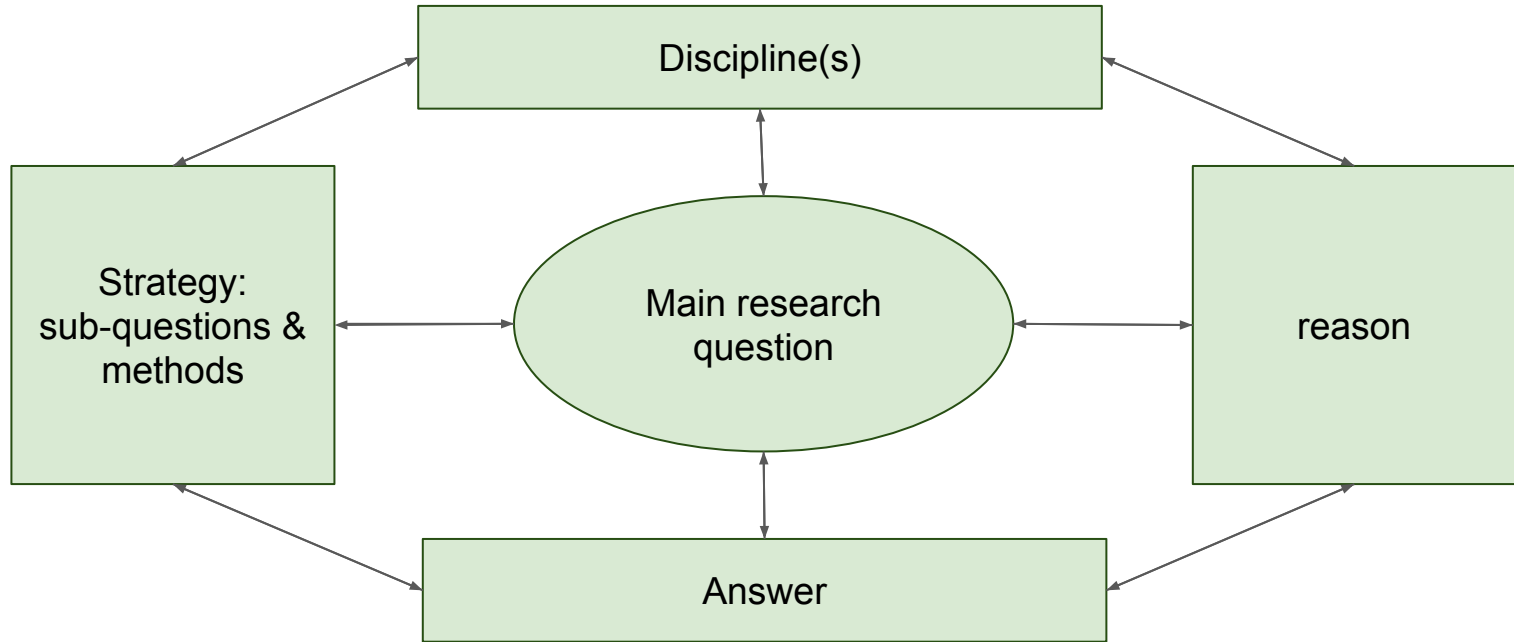 Discipline(s)
Strategy:
sub-questions &
methods
Main research
question
reason
Answer